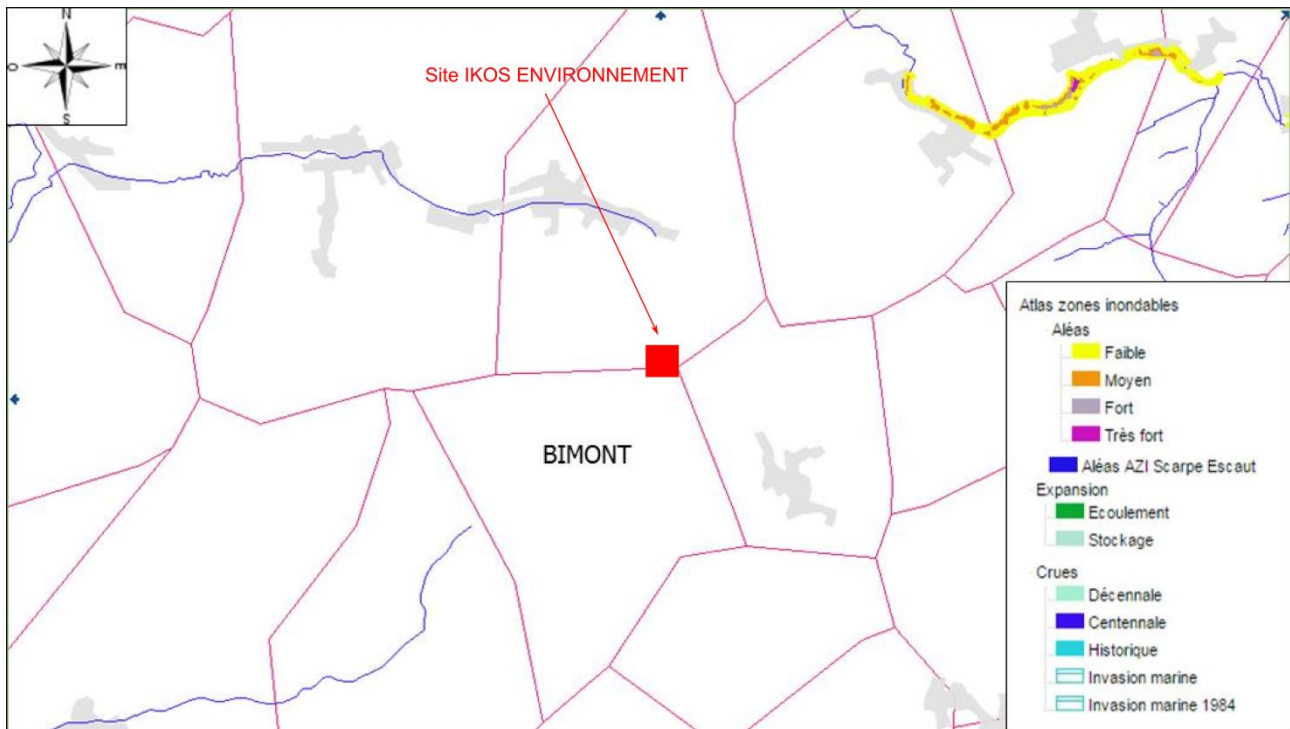 N
O
E
S
Site IKOS ENVIRONNEMENT
BIMONT
Atlas zones inondables
Aléas
Faible
Moyen
Fort
Très fort
Aléas AZI Scarpe Escaut
Expansion
Ecoulement
Stockage
Crues
Décennale
Centennale
Historique
Invasion marine
Invasion marine 1984